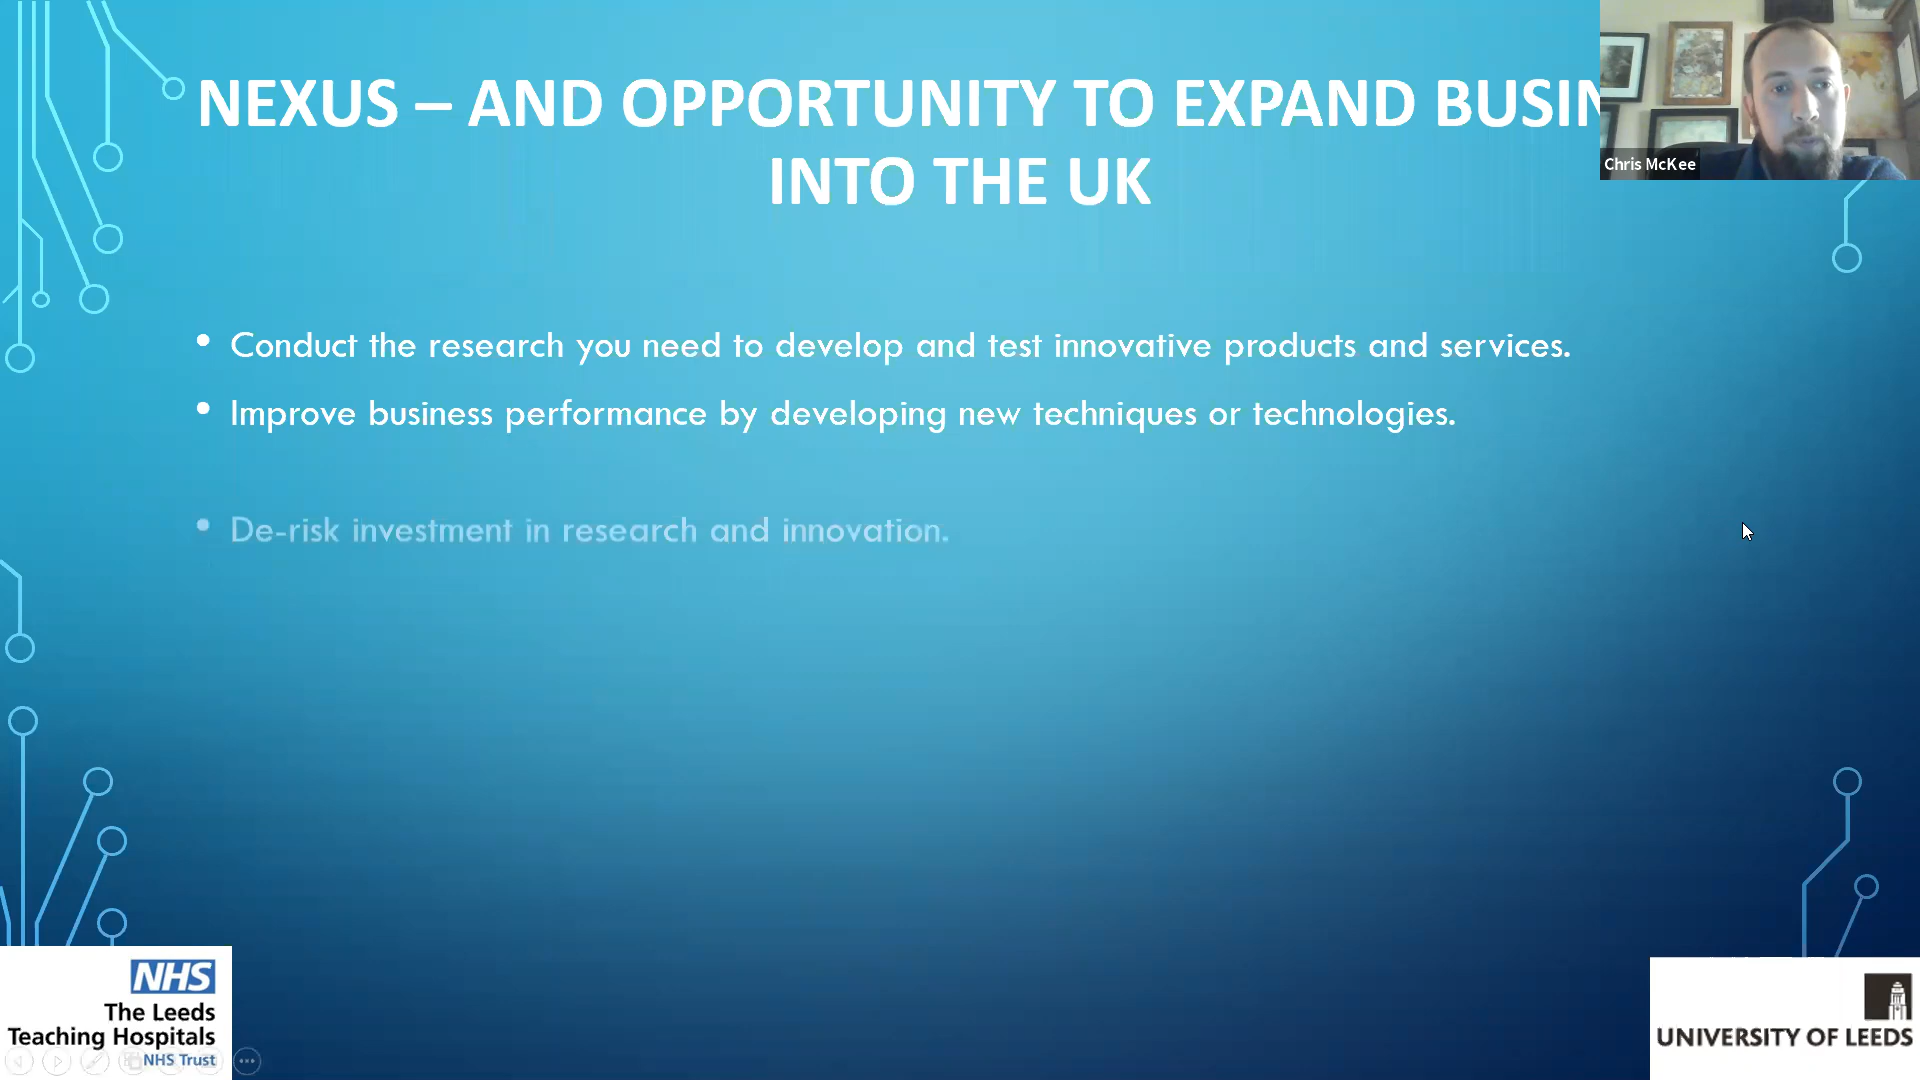 NEXUS – AND OPPORTUNITY TO EXPAND BUSIN
INTO THE UK
Chris McKee
• Conduct the research you need to develop and test innovative products and services.
• Improve business performance by developing new techniques or technologies.
• De-risk investment in research and innovation.
NHS
The Leeds
Teaching Hospitals
NHS Trust
UNIVERSITY OF LEEDS